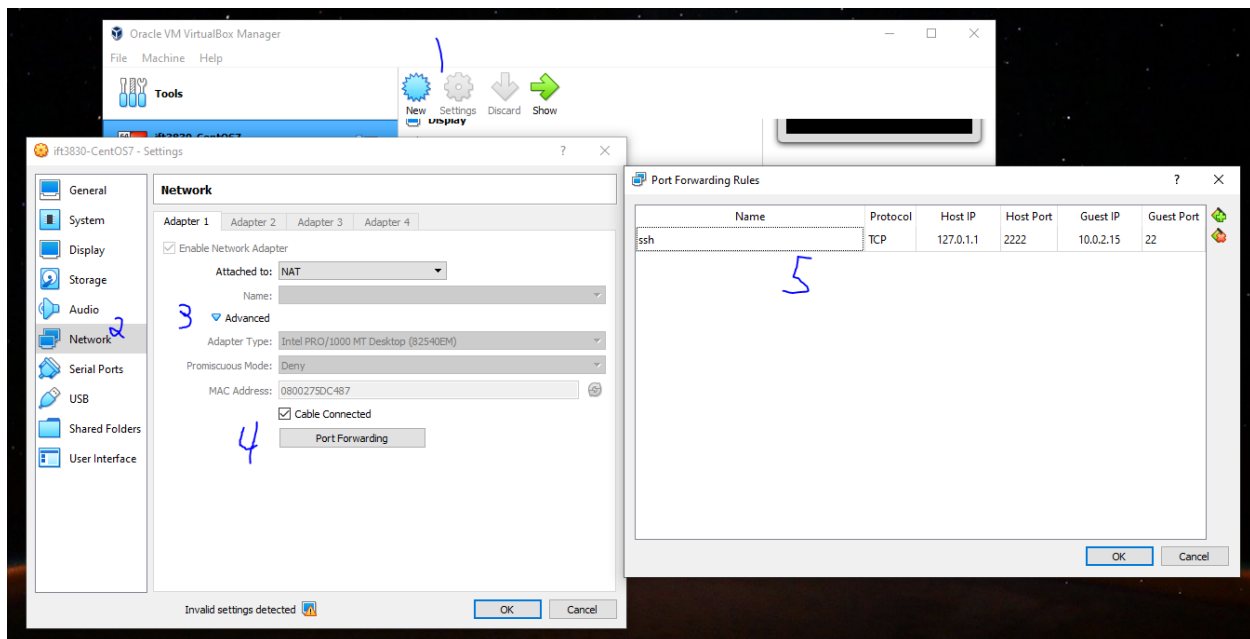 Oracle VM VirtualBox Manager
File Machine Help
1
Tools
New Settings Discard Show
Display
ift3830-CentOS7
ift3830-CentOS7 - Settings
General
System
Display
Storage
Audio
Network 2
Serial Ports
USB
Shared Folders
User Interface
Network
Adapter 1 Adapter 2 Adapter 3 Adapter 4
Enable Network Adapter
Attached to: NAT
Name:
3 Advanced
Adapter Type: Intel PRO/1000 MT Desktop (82540EM)
Promiscuous Mode: Deny
MAC Address: 0800275DC487
Cable Connected
4 Port Forwarding
Invalid settings detected OK Cancel
Port Forwarding Rules
Name Protocol Host IP Host Port Guest IP Guest Port
ssh TCP 127.0.1.1 2222 10.0.2.15 22
5
OK Cancel